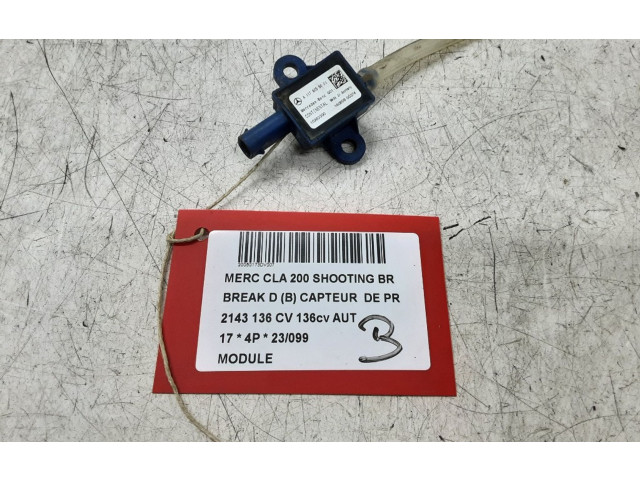 CONTINENTAL
MERC CLA 200 SHOOTING BR
BREAK D (B) CAPTEUR DE PR
2143 136 CV 136cv AUT
17 * 4P * 23/099
MODULE
B